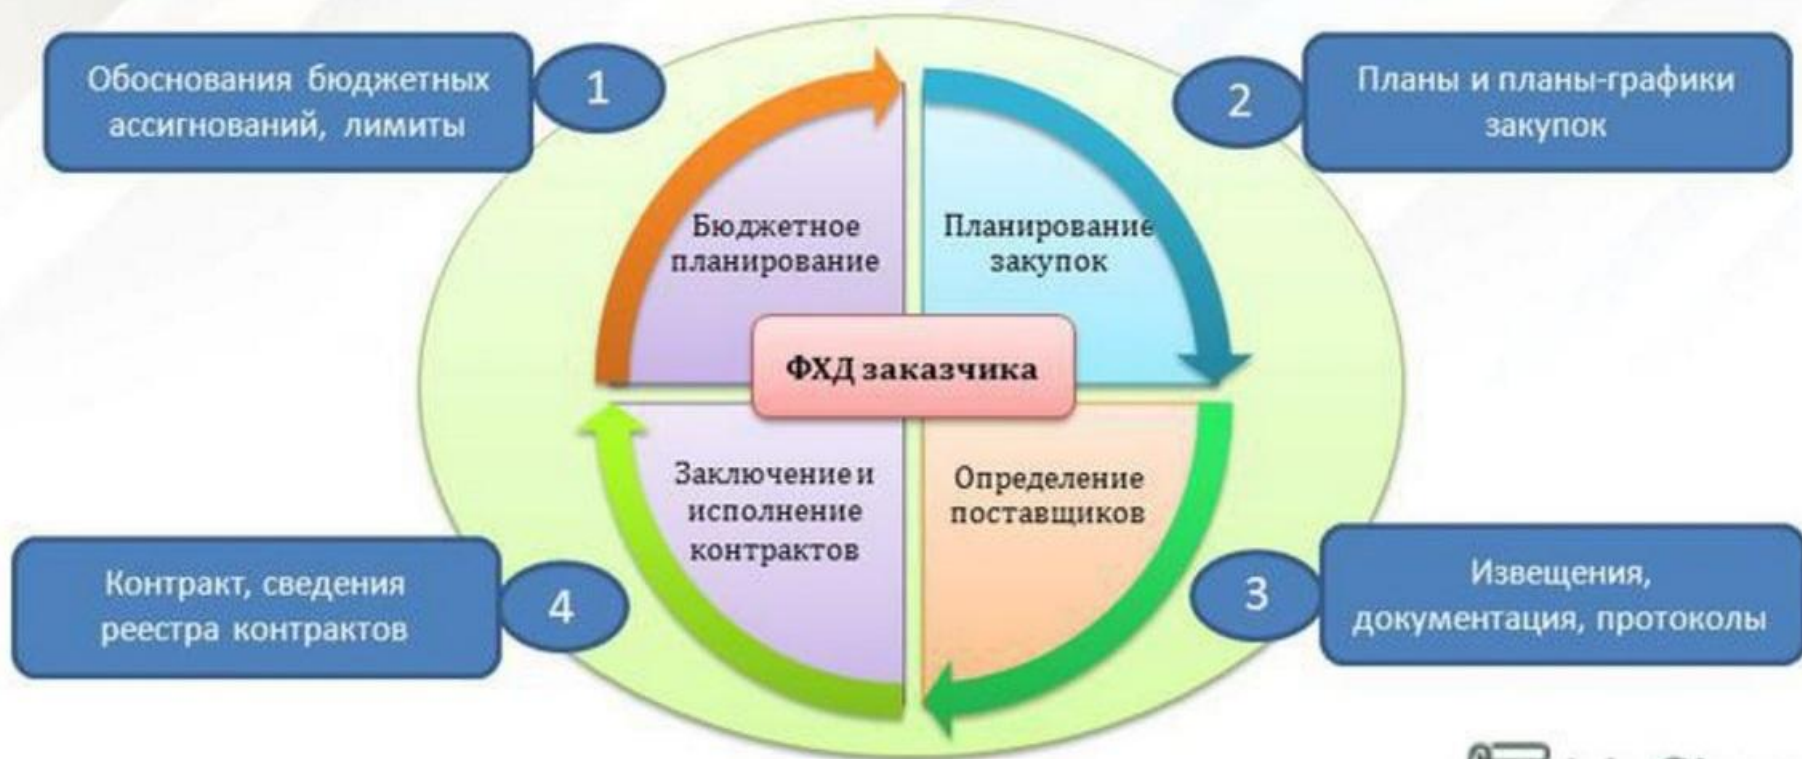 Обоснования бюджетных
ассигнований, лимиты
1
2
Планы и планы-графики
закупок
Бюджетное
планирование
Планирование
закупок
ФХД заказчика
Заключение и
исполнение
контрактов
Определение
поставщиков
Контракт, сведения
реестра контрактов
4
3
Извещения,
документация, протоколы